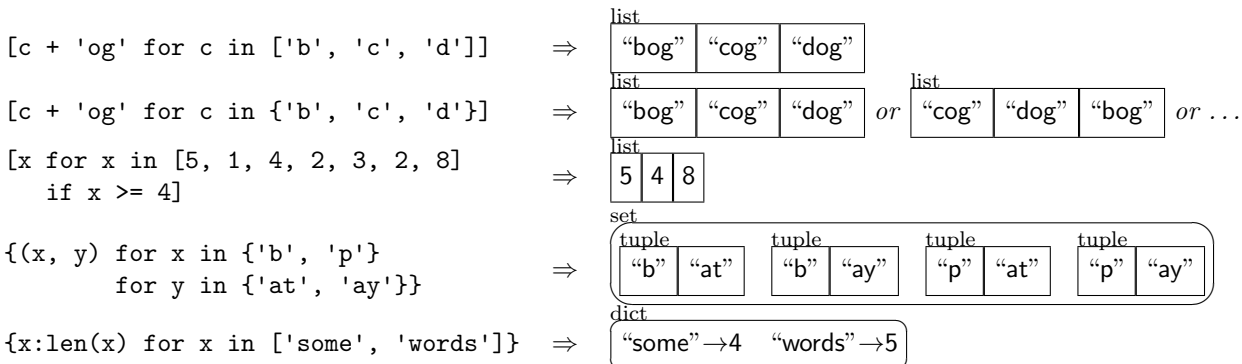 list
[c + 'og' for c in ['b', 'c', 'd']] ⇒ “bog” “cog” “dog”
list list
[c + 'og' for c in {'b', 'c', 'd'}] ⇒ “bog” “cog” “dog” or “cog” “dog” “bog” or ...
list
[x for x in [5, 1, 4, 2, 3, 2, 8]
if x >= 4] ⇒ 5 4 8
set
tuple tuple tuple tuple
{(x, y) for x in {'b', 'p'}
for y in {'at', 'ay'}} ⇒ “b” “at” “b” “ay” “p” “at” “p” “ay”
dict
{x:len(x) for x in ['some', 'words']} ⇒ “some”→4 “words”→5